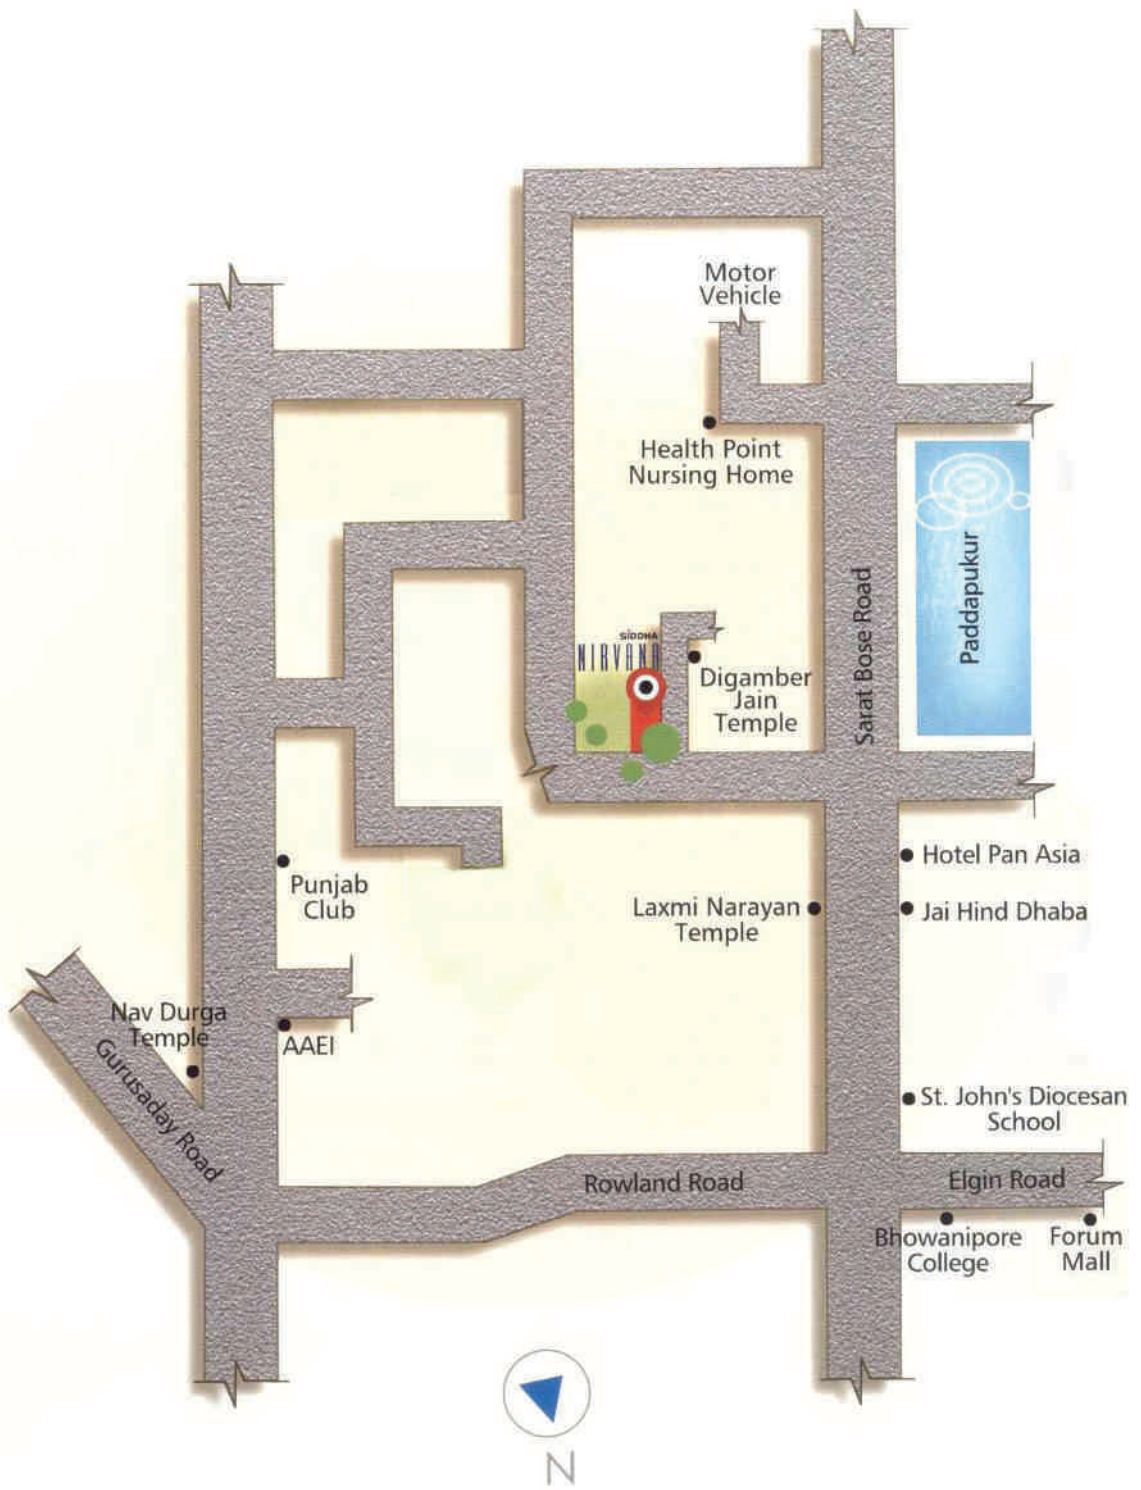 Motor
Vehicle
Health Point
Nursing Home
Paddapukur
SIDDHA
NIRVANA
Digamber
Jain
Temple
Sarat Bose Road
Hotel Pan Asia
Punjab
Club
Laxmi Narayan
Temple
Jai Hind Dhaba
Nav Durga
Temple
AAEI
Gurusaday Road
St. John's Diocesan
School
Rowland Road
Elgin Road
Bhowanipore
College
Forum
Mall
N